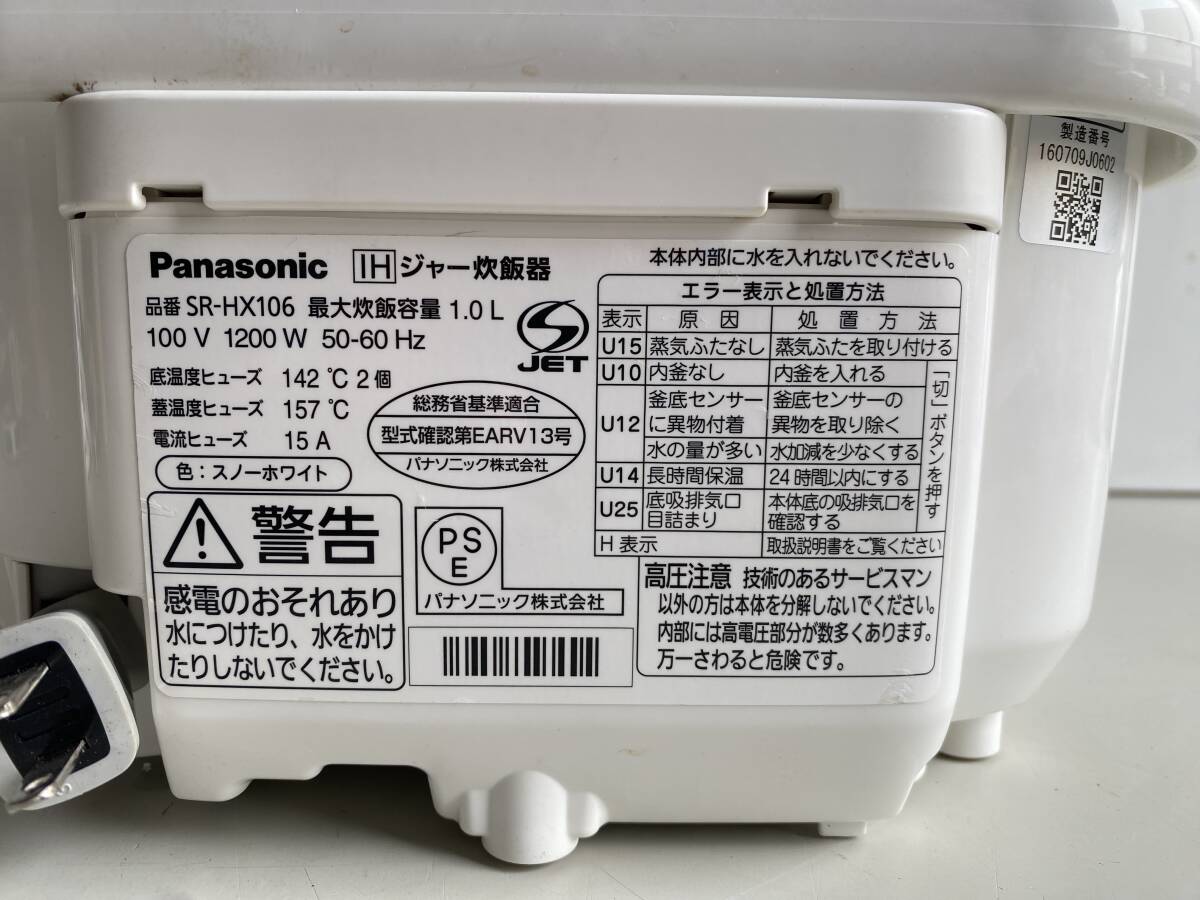 製造番号
160709J0602
Panasonic IHジャー炊飯器
品番 SR-HX106 最大炊飯容量 1.0 L
100 V 1200 W 50-60 Hz
底温度ヒューズ 142 ℃ 2個
蓋温度ヒューズ 157 ℃
電流ヒューズ 15 A
色：スノーホワイト
JET
総務省基準適合
型式確認第EARV13号
パナソニック株式会社
警告
感電のおそれあり
水につけたり、水をかけ
たりしないでください。
PS
E
パナソニック株式会社
本体内部に水を入れないでください。
エラー表示と処置方法
表示 原因 処置方法
U15 蒸気ふたなし 蒸気ふたを取り付ける
U10 内釜なし 内釜を入れる
U12 釜底センサーに異物付着 釜底センサーの異物を取り除く
水の量が多い 水加減を少なくする
U14 長時間保温 24時間以内にする
U25 底吸排気口目詰まり 本体底の吸排気口を確認する
「切」ボタンを押す
H 表示 取扱説明書をご覧ください
高圧注意 技術のあるサービスマン
以外の方は本体を分解しないでください。
内部には高電圧部分が数多くあります。
万一さわると危険です。